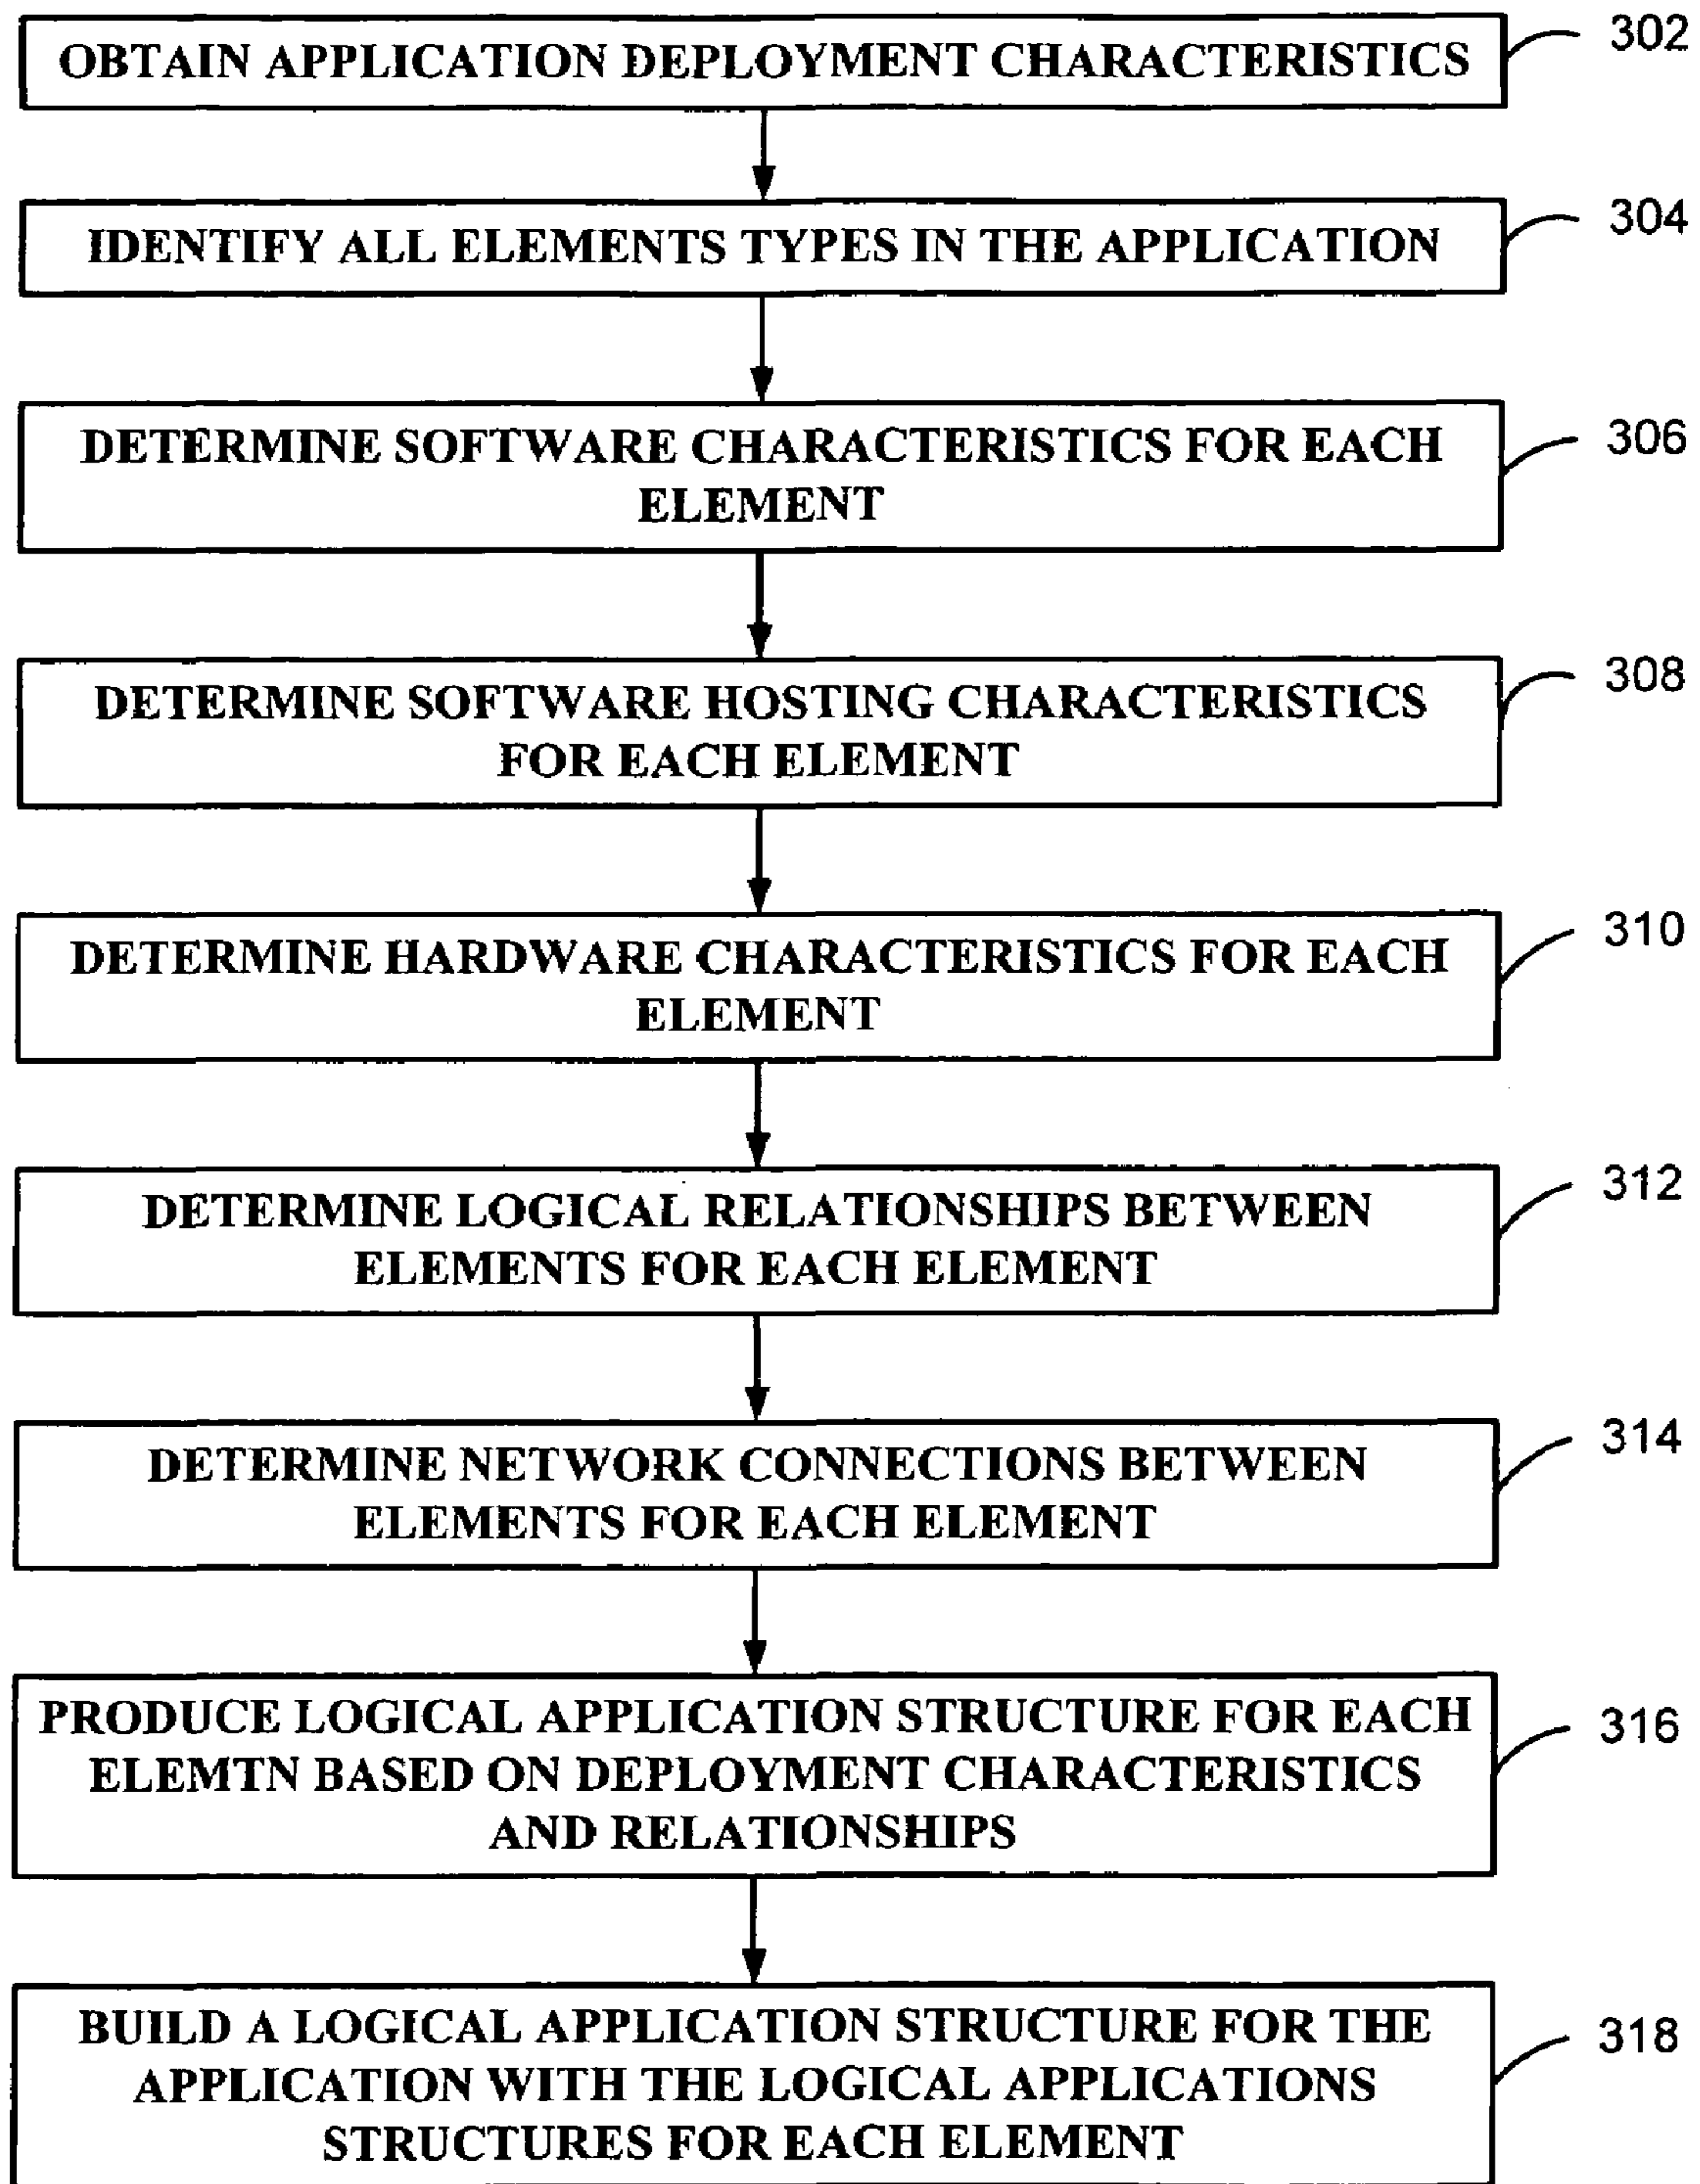 OBTAIN APPLICATION DEPLOYMENT CHARACTERISTICS
302
IDENTIFY ALL ELEMENTS TYPES IN THE APPLICATION
304
DETERMINE SOFTWARE CHARACTERISTICS FOR EACH
ELEMENT
306
DETERMINE SOFTWARE HOSTING CHARACTERISTICS
FOR EACH ELEMENT
308
DETERMINE HARDWARE CHARACTERISTICS FOR EACH
ELEMENT
310
DETERMINE LOGICAL RELATIONSHIPS BETWEEN
ELEMENTS FOR EACH ELEMENT
312
DETERMINE NETWORK CONNECTIONS BETWEEN
ELEMENTS FOR EACH ELEMENT
314
PRODUCE LOGICAL APPLICATION STRUCTURE FOR EACH
ELEMTN BASED ON DEPLOYMENT CHARACTERISTICS
AND RELATIONSHIPS
316
BUILD A LOGICAL APPLICATION STRUCTURE FOR THE
APPLICATION WITH THE LOGICAL APPLICATIONS
STRUCTURES FOR EACH ELEMENT
318